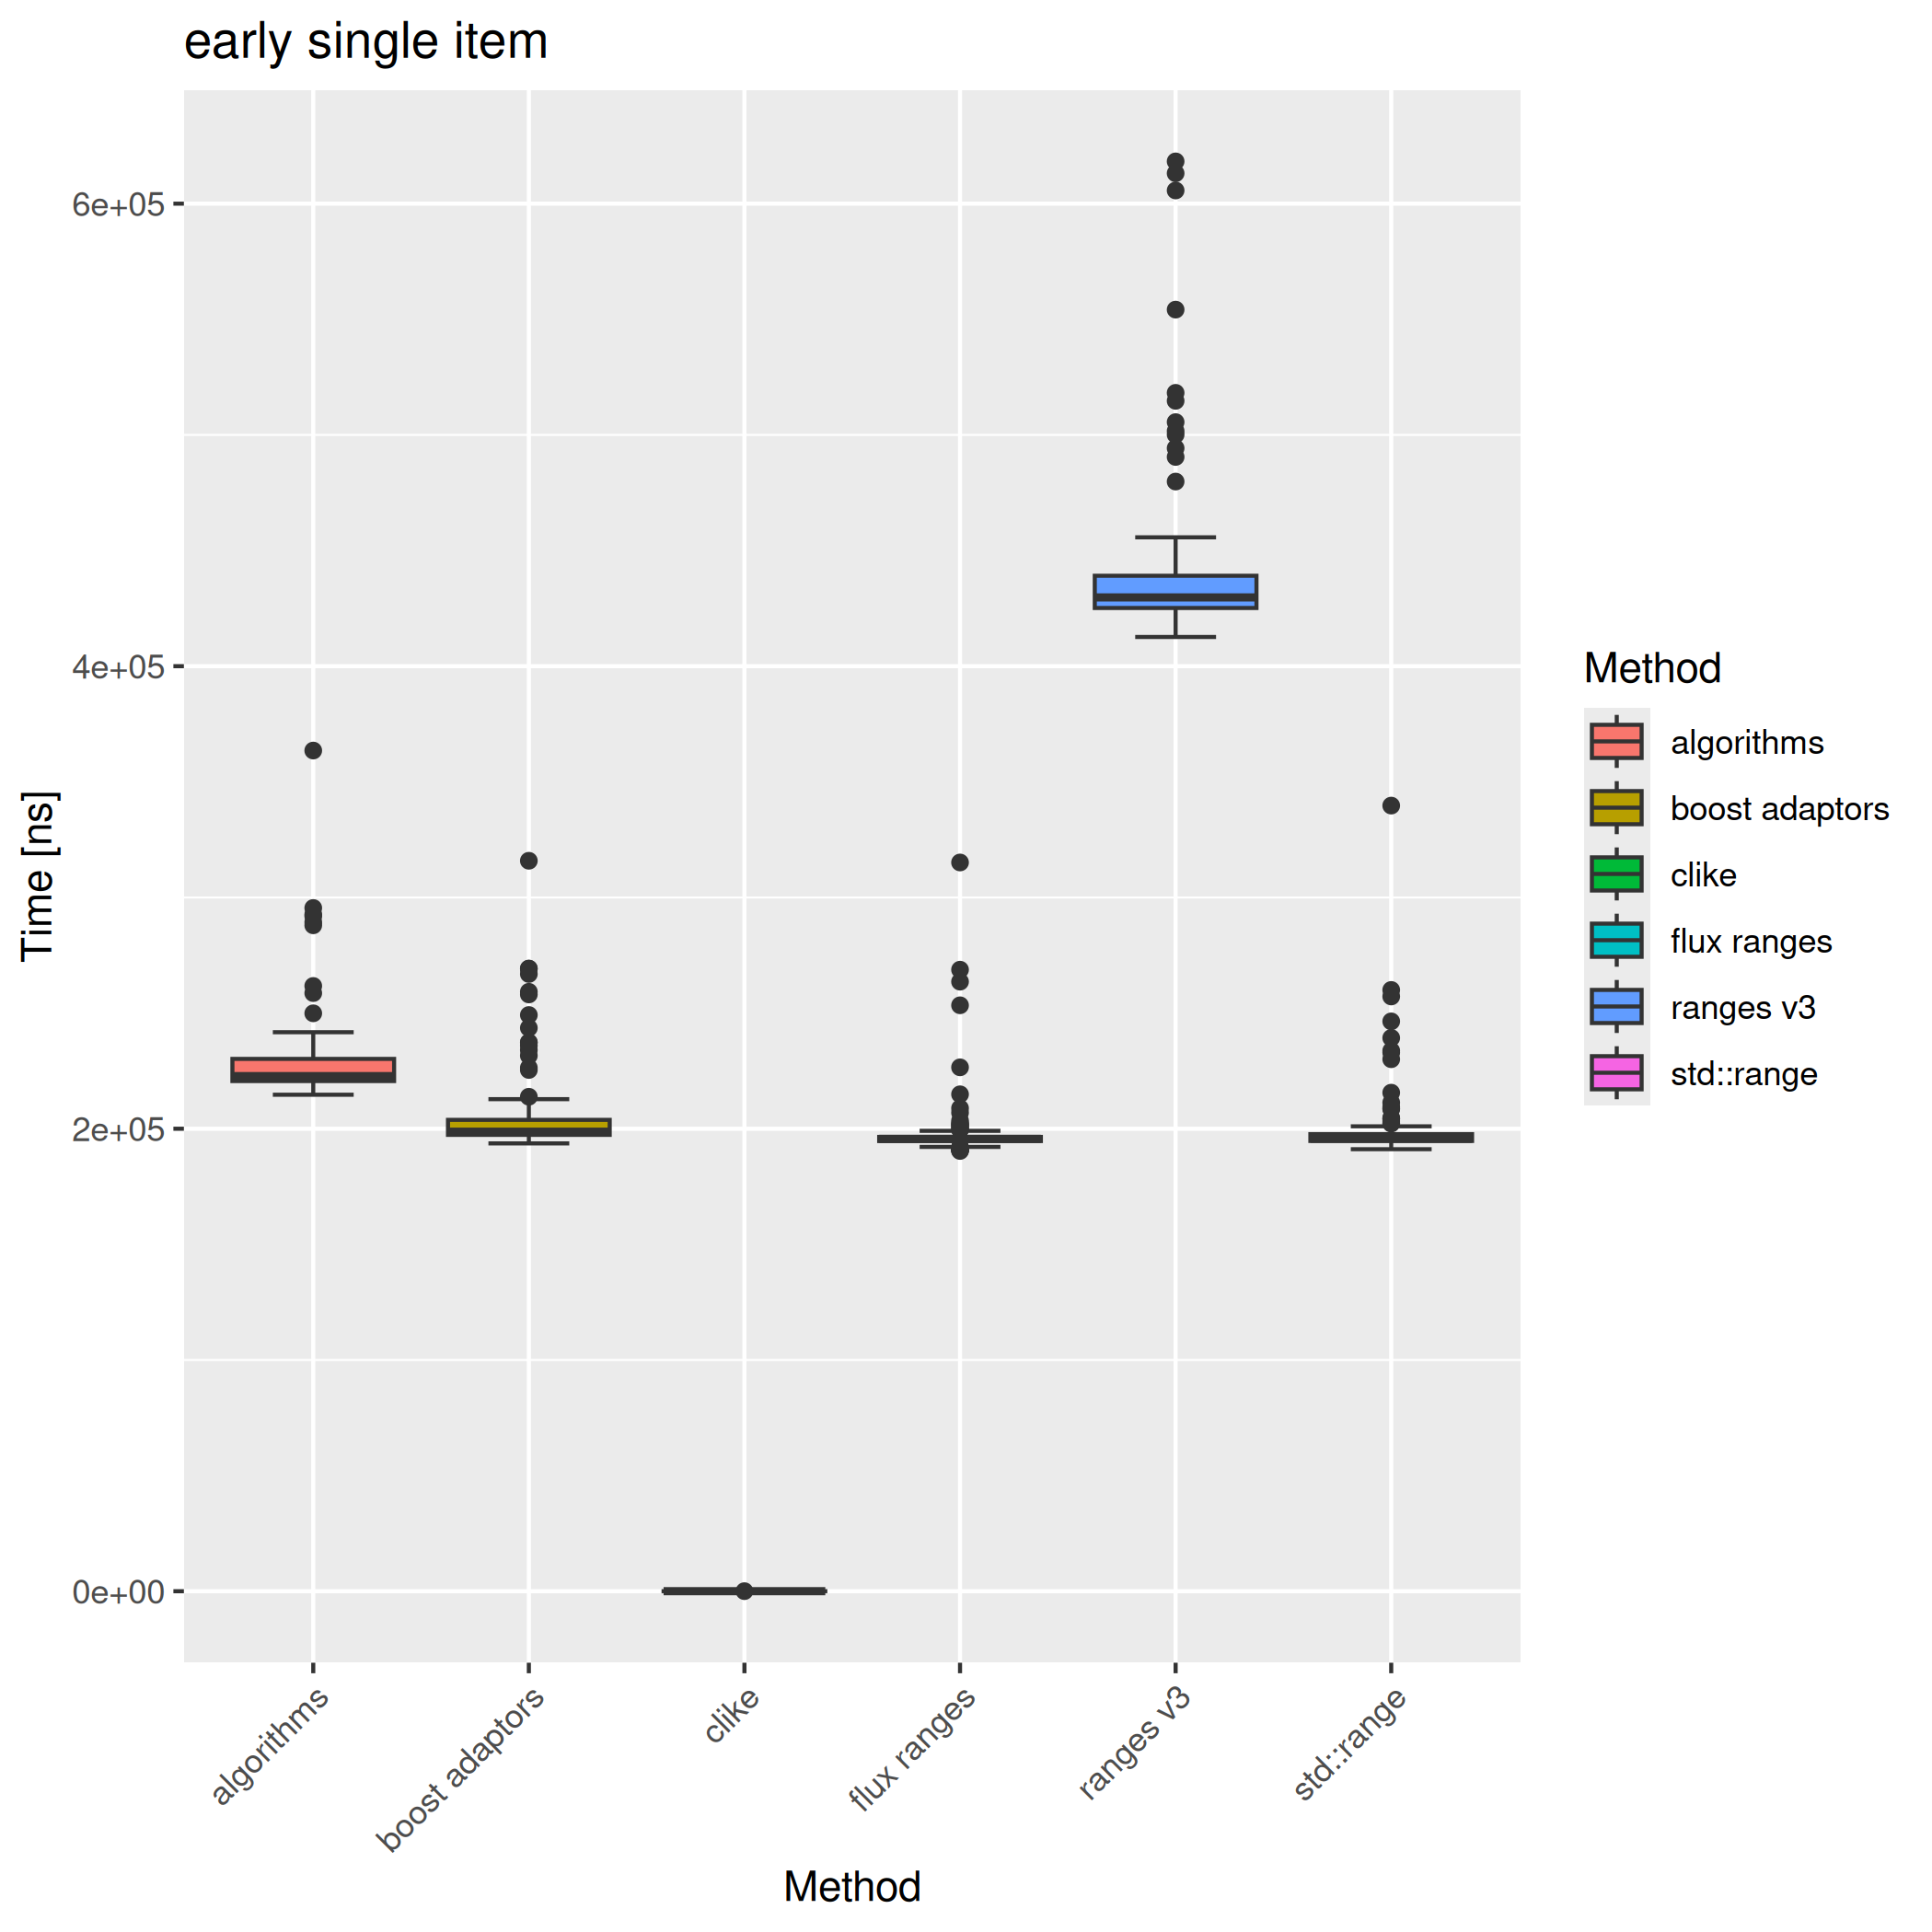 early single item
6e+05
4e+05
2e+05
0e+00
Time [ns]
algorithms
boost adaptors
clike
flux ranges
ranges v3
std::range
Method
Method
algorithms
boost adaptors
clike
flux ranges
ranges v3
std::range